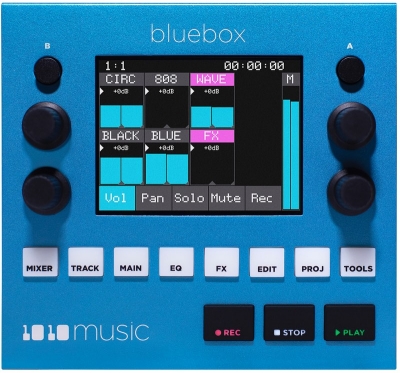 bluebox
B A
1:1 00:00:00
CIRC 808 WAVE M
+0dB +0dB +0dB
BLACK BLUE FX
+0dB +0dB +0dB
Vol Pan Solo Mute Rec
MIXER TRACK MAIN EQ FX EDIT PROJ TOOLS
1010music
REC STOP PLAY